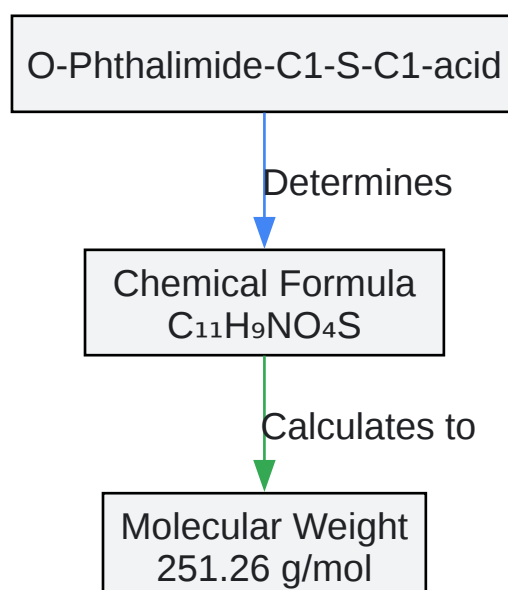 O-Phthalimide-C1-S-C1-acid
Determines
Chemical Formula
C₁₁H₉NO₄S
Calculates to
Molecular Weight
251.26 g/mol